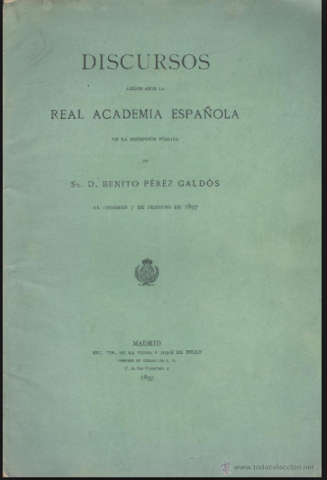 DISCURSOS
LEÍDOS ANTE LA
REAL ACADEMIA ESPAÑOLA
EN LA RECEPCIÓN PÚBLICA
DE
SR. D. BENITO PÉREZ GALDÓS
EL DOMINGO 7 DE FEBRERO DE 1897
MADRID
EST. TIP. DE LA VIUDA É HIJOS DE TELLO
IMPRESOR DE CÁMARA DE S. M.
C. de San Francisco, 4
1897
www.todocoleccion.net